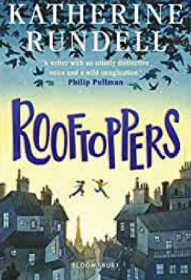 KATHERINE
RUNDELL
'A writer with an utterly distinctive
voice and a wild imagination.'
Philip Pullman
ROOFTOPPERS
BLOOMSBURY